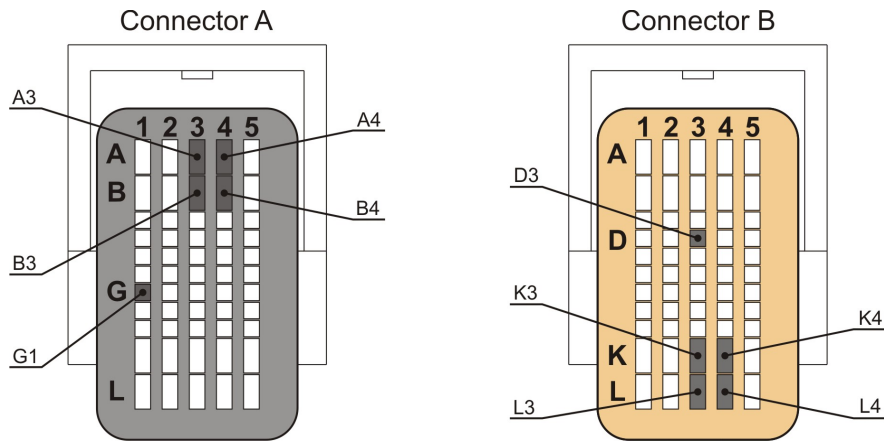 Connector A
A3
1 2 3 4 5
A
A4
B
B4
B3
G
G1
L
Connector B
1 2 3 4 5
A
D3
D
K3
K4
K
L3
L
L4